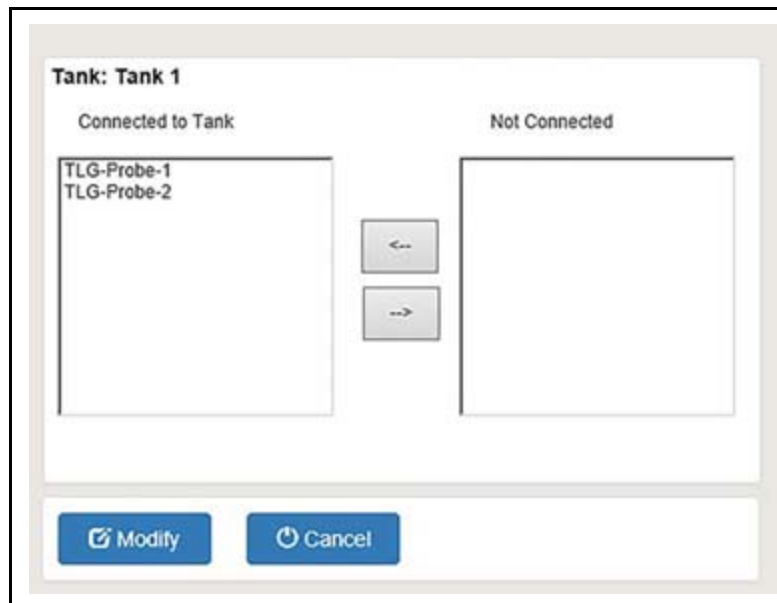 Tank: Tank 1
Connected to Tank
Not Connected
TLG-Probe-1
TLG-Probe-2
<--
-->
Modify
Cancel